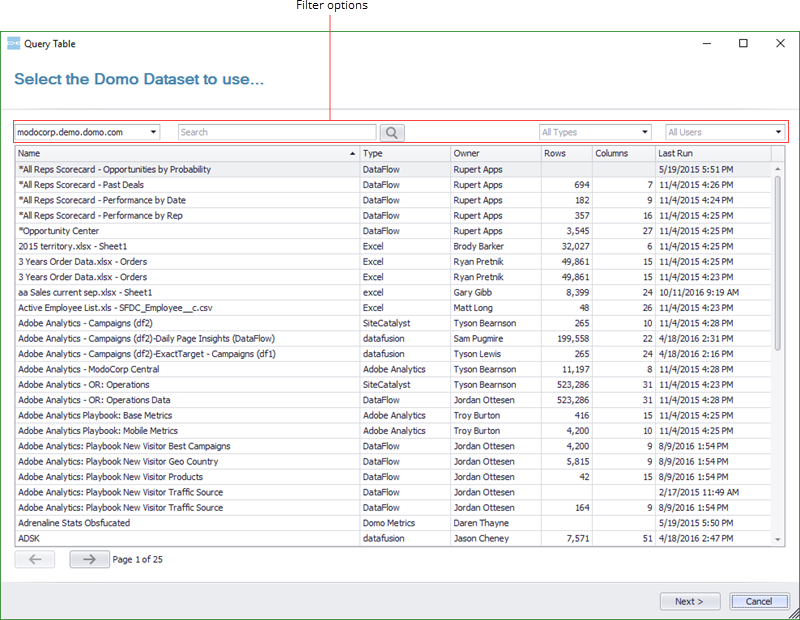 Filter options
Query Table
Select the Domo Dataset to use...
modocorp.demo.domo.com Search All Types All Users
Name Type Owner Rows Columns Last Run
*All Reps Scorecard - Opportunities by Probability DataFlow Rupert Apps 5/19/2015 5:51 PM
*All Reps Scorecard - Past Deals DataFlow Rupert Apps 694 7 11/4/2015 4:26 PM
*All Reps Scorecard - Performance by Date DataFlow Rupert Apps 182 9 11/4/2015 4:24 PM
*All Reps Scorecard - Performance by Rep DataFlow Rupert Apps 357 16 11/4/2015 4:25 PM
*Opportunity Center DataFlow Rupert Apps 3,545 27 11/4/2015 4:25 PM
2015 territory.xlsx - Sheet1 Excel Brody Barker 32,027 6 11/4/2015 4:25 PM
3 Years Order Data.xlsx - Orders Excel Ryan Pretnik 49,861 15 11/4/2015 4:25 PM
3 Years Order Data.xlsx - Orders Excel Ryan Pretnik 49,861 15 11/4/2015 4:23 PM
aa Sales current sep.xlsx - Sheet1 excel Gary Gibb 8,399 24 10/11/2016 9:19 AM
Active Employee List.xls - SFDC_Employee__c.csv Excel Matt Long 48 26 11/4/2015 4:23 PM
Adobe Analytics - Campaigns (df2) SiteCatalyst Tyson Bearnson 265 10 11/4/2015 4:28 PM
Adobe Analytics - Campaigns (df2)-Daily Page Insights (DataFlow) datafusion Sam Pugmire 199,558 22 4/18/2016 2:31 PM
Adobe Analytics - Campaigns (df2)-ExactTarget - Campaigns (df1) datafusion Tyson Lewis 265 24 4/18/2016 2:16 PM
Adobe Analytics - ModoCorp Central Adobe Analytics Tyson Bearnson 11,197 8 11/4/2015 4:28 PM
Adobe Analytics - OR: Operations SiteCatalyst Tyson Bearnson 523,286 31 11/4/2015 4:23 PM
Adobe Analytics - OR: Operations Data DataFlow Jordan Ottesen 523,286 31 11/4/2015 4:28 PM
Adobe Analytics Playbook: Base Metrics Adobe Analytics Troy Burton 416 15 11/4/2015 4:25 PM
Adobe Analytics Playbook: Mobile Metrics Adobe Analytics Troy Burton 4,200 10 11/4/2015 4:25 PM
Adobe Analytics: Playbook New Visitor Best Campaigns DataFlow Jordan Ottesen 4,200 9 8/9/2016 1:54 PM
Adobe Analytics: Playbook New Visitor Geo Country DataFlow Jordan Ottesen 5,815 9 8/9/2016 1:54 PM
Adobe Analytics: Playbook New Visitor Products DataFlow Jordan Ottesen 42 15 8/9/2016 1:54 PM
Adobe Analytics: Playbook New Visitor Traffic Source DataFlow Jordan Ottesen 2/17/2015 11:49 AM
Adobe Analytics: Playbook New Visitor Traffic Source DataFlow Jordan Ottesen 164 9 8/9/2016 1:54 PM
Adrenaline Stats Obsfucated Domo Metrics Daren Thayne 5/19/2015 5:50 PM
ADSK datafusion Jason Cheney 7,571 51 4/18/2016 2:47 PM
Page 1 of 25
Next > Cancel